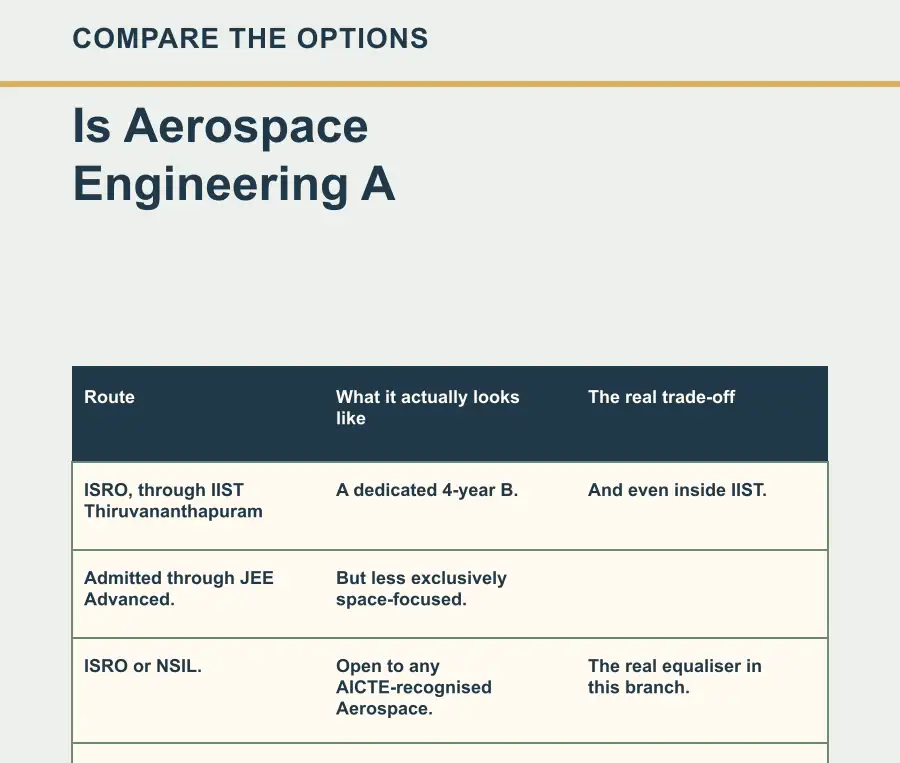 COMPARE THE OPTIONS
Is Aerospace
Engineering A
Route
What it actually looks
like
The real trade-off
ISRO, through IIST
Thiruvananthapuram
A dedicated 4-year B.
And even inside IIST.
Admitted through JEE
Advanced.
But less exclusively
space-focused.
ISRO or NSIL.
Open to any
AICTE-recognised
Aerospace.
The real equaliser in
this branch.